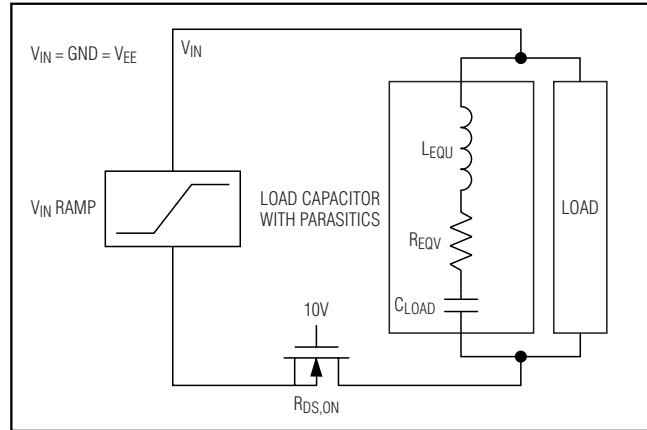 V_IN = GND = V_EE
V_IN
V_IN RAMP
LOAD CAPACITOR
WITH PARASITICS
L_EQU
R_EQV
C_LOAD
LOAD
10V
R_DS,ON